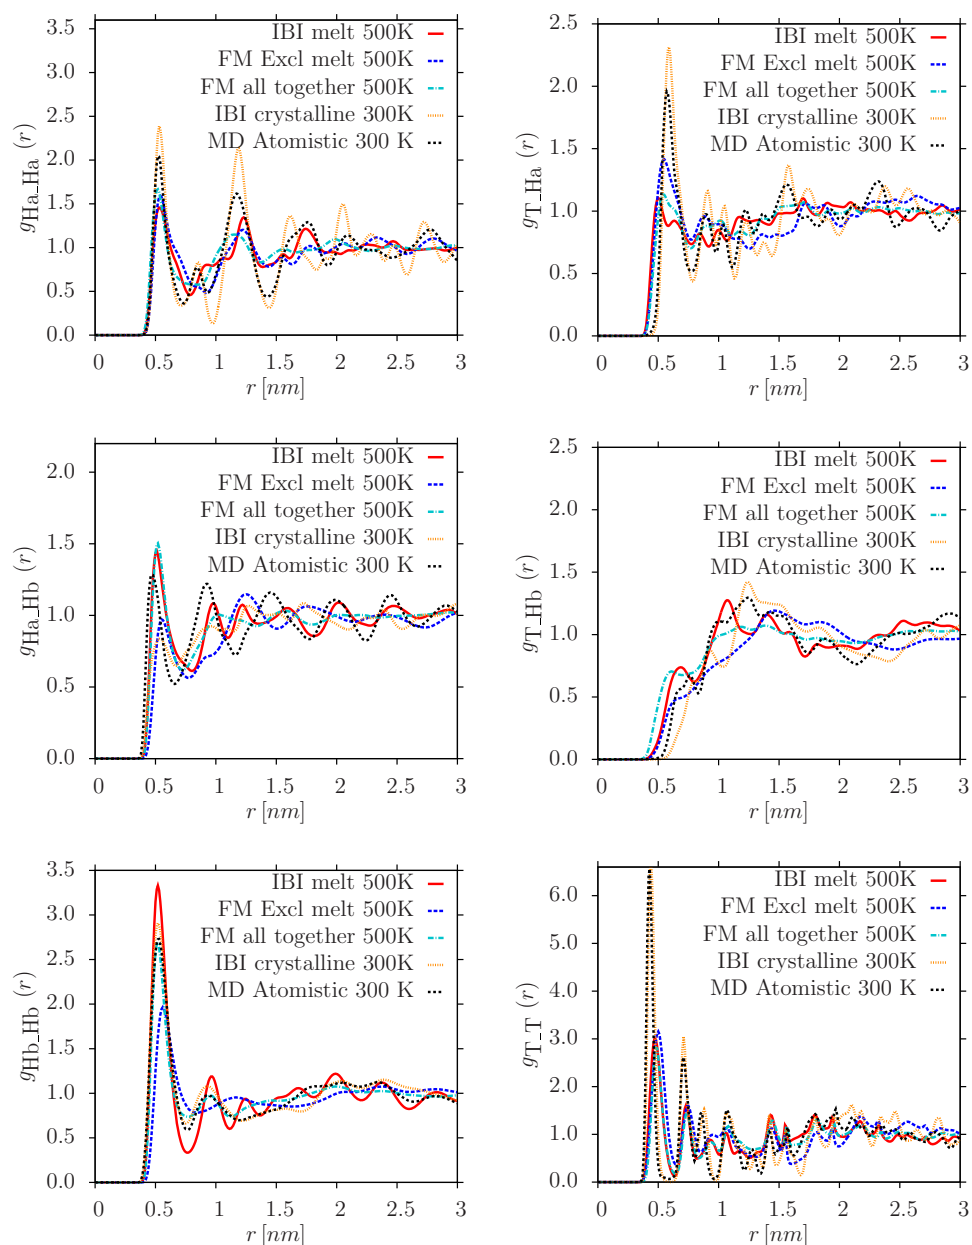 g_Ha_Ha (r)
3.5
3.0
2.5
2.0
1.5
1.0
0.5
0.0
IBI melt 500K
FM Excl melt 500K
FM all together 500K
IBI crystalline 300K
MD Atomistic 300 K
0 0.5 1 1.5 2 2.5 3
r [nm]
g_T_Ha (r)
2.5
2.0
1.5
1.0
0.5
0.0
IBI melt 500K
FM Excl melt 500K
FM all together 500K
IBI crystalline 300K
MD Atomistic 300 K
0 0.5 1 1.5 2 2.5 3
r [nm]
g_Ha_Hb (r)
2.0
1.5
1.0
0.5
0.0
IBI melt 500K
FM Excl melt 500K
FM all together 500K
IBI crystalline 300K
MD Atomistic 300 K
0 0.5 1 1.5 2 2.5 3
r [nm]
g_T_Hb (r)
2.5
2.0
1.5
1.0
0.5
0.0
IBI melt 500K
FM Excl melt 500K
FM all together 500K
IBI crystalline 300K
MD Atomistic 300 K
0 0.5 1 1.5 2 2.5 3
r [nm]
g_Hb_Hb (r)
3.5
3.0
2.5
2.0
1.5
1.0
0.5
0.0
IBI melt 500K
FM Excl melt 500K
FM all together 500K
IBI crystalline 300K
MD Atomistic 300 K
0 0.5 1 1.5 2 2.5 3
r [nm]
g_T_T (r)
6.0
5.0
4.0
3.0
2.0
1.0
0.0
IBI melt 500K
FM Excl melt 500K
FM all together 500K
IBI crystalline 300K
MD Atomistic 300 K
0 0.5 1 1.5 2 2.5 3
r [nm]